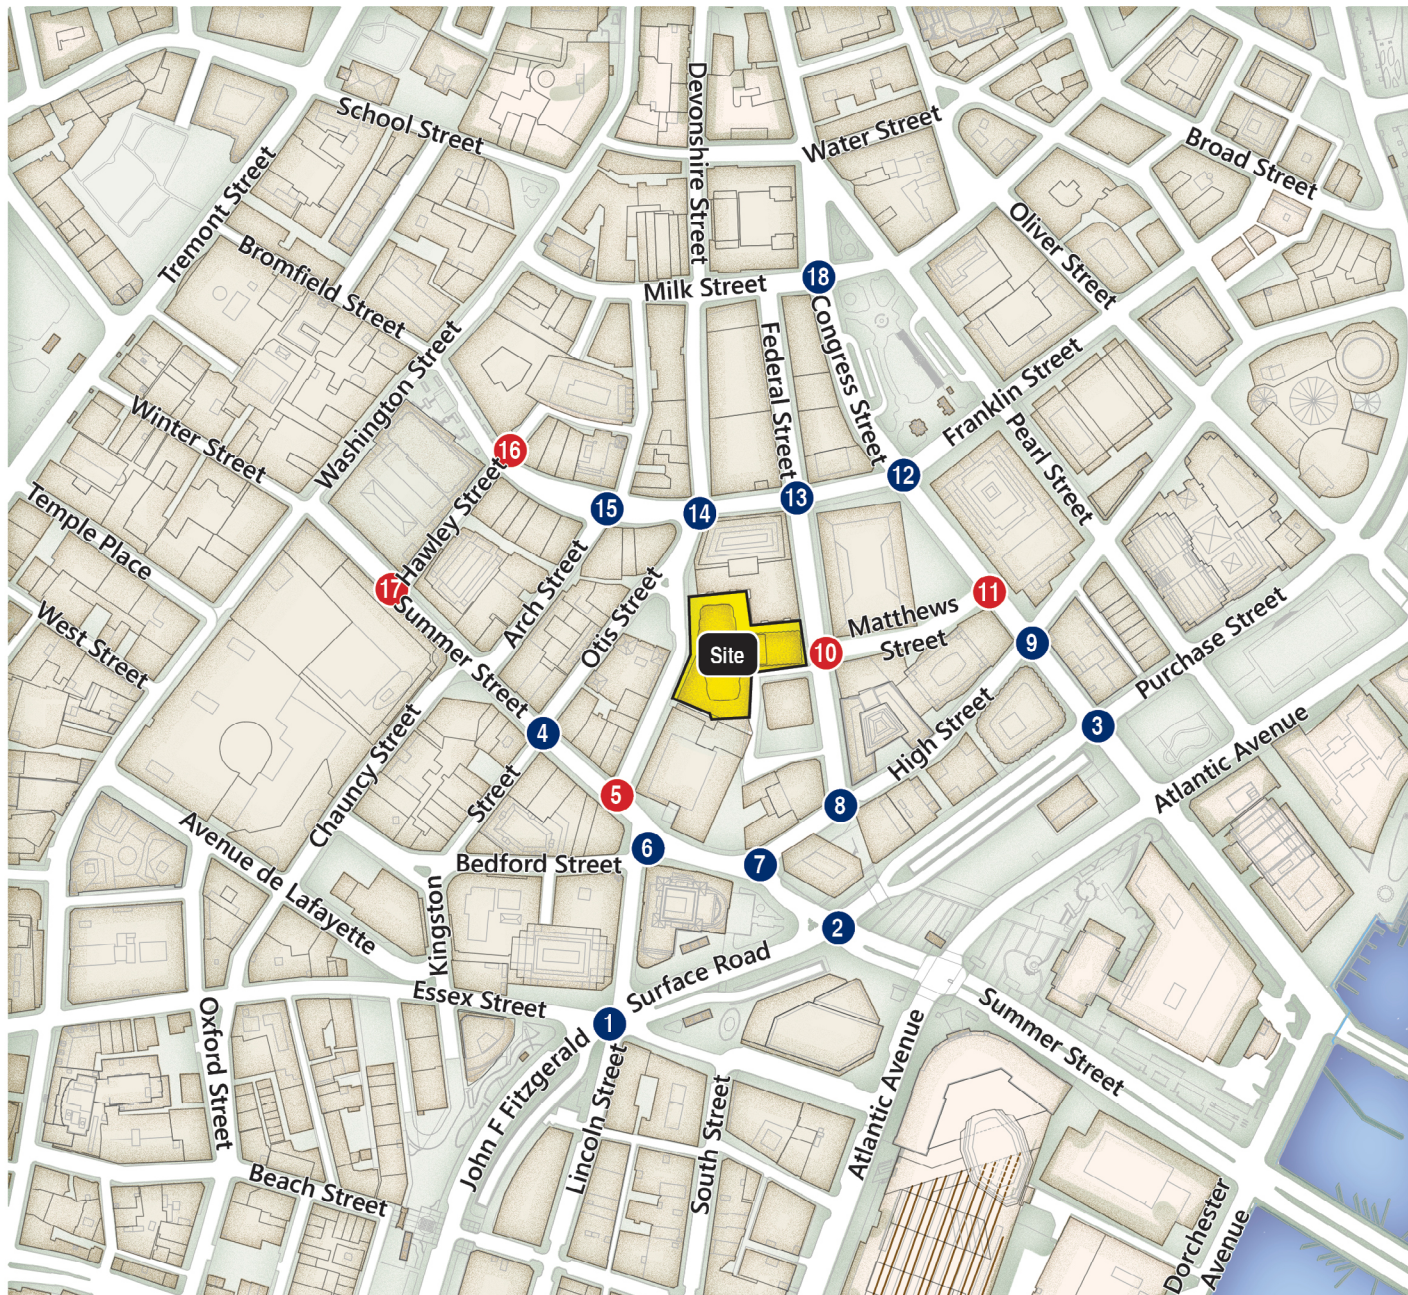 Devonshire Street
School Street
Water Street
Broad Street
Tremont Street
Oliver Street
Bromfield Street
18
Milk Street
Congress Street
Federal Street
Washington Street
Franklin Street
Winter Street
Pearl Street
16
12
13
15
14
Temple Place
Hawley Street
Arch Street
17
11
Otis Street
Matthews
Street
Purchase Street
West Street
Summer Street
Site
10
9
3
4
High Street
Atlantic Avenue
Chauncy Street
Street
5
8
Avenue de Lafayette
6
Bedford Street
7
Kingston
2
Surface Road
Essex Street
1
Summer Street
Oxford Street
John F Fitzgerald
Lincoln Street
South Street
Atlantic Avenue
Beach Street
Dorchester
Avenue